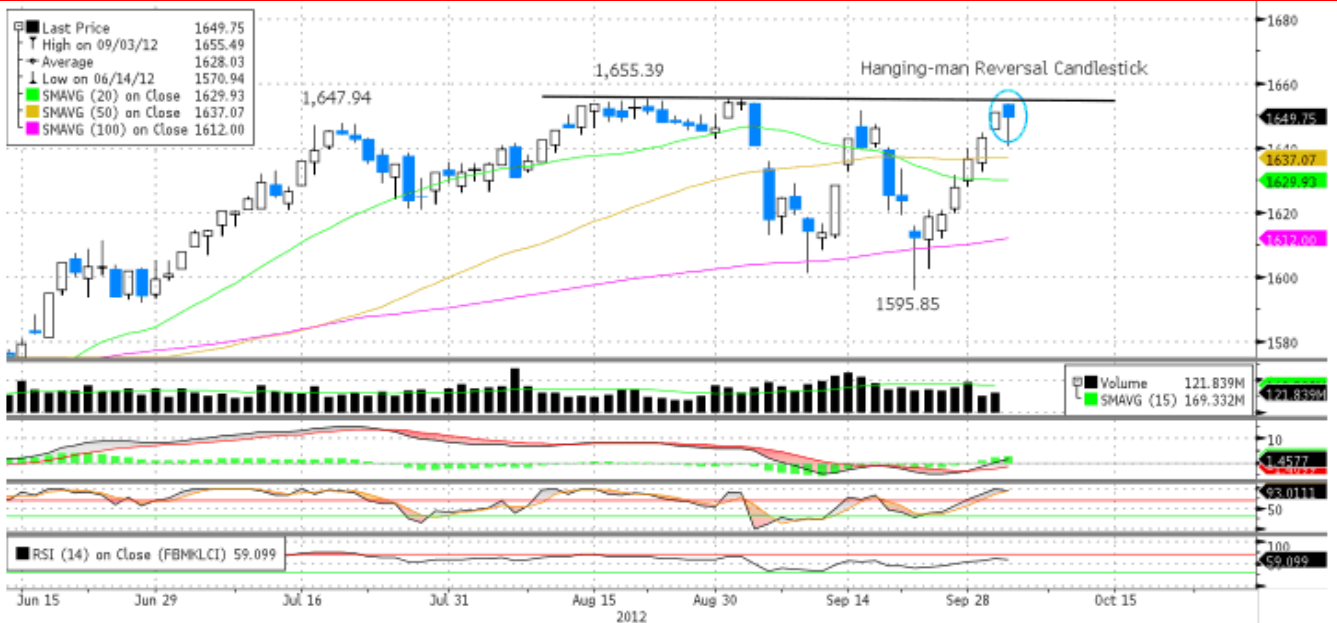 Last Price 1649.75
High on 09/03/12 1655.49
Average 1628.03
Low on 06/14/12 1570.94
SMAVG (20) on Close 1629.93
SMAVG (50) on Close 1637.07
SMAVG (100) on Close 1612.00
1,647.94
1,655.39
Hanging-man Reversal Candlestick
1595.85
1680
1660
1649.75
1640
1637.07
1629.93
1620
1612.00
1600
1580
Volume 121.839M
SMAVG (15) 169.332M
121.839M
10
1.4577
93.0111
50
RSI (14) on Close (FBMKLCI) 59.099
100
59.099
Jun 15 Jun 29 Jul 16 Jul 31 Aug 15 Aug 30 Sep 14 Sep 28 Oct 15
2012